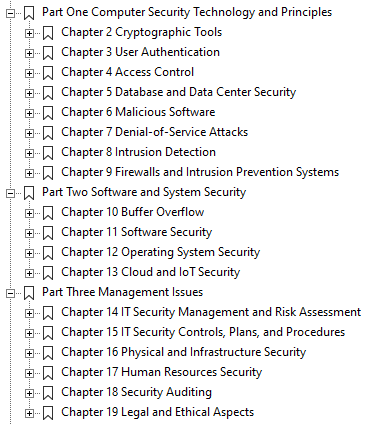 Part One Computer Security Technology and Principles
Chapter 2 Cryptographic Tools
Chapter 3 User Authentication
Chapter 4 Access Control
Chapter 5 Database and Data Center Security
Chapter 6 Malicious Software
Chapter 7 Denial-of-Service Attacks
Chapter 8 Intrusion Detection
Chapter 9 Firewalls and Intrusion Prevention Systems
Part Two Software and System Security
Chapter 10 Buffer Overflow
Chapter 11 Software Security
Chapter 12 Operating System Security
Chapter 13 Cloud and IoT Security
Part Three Management Issues
Chapter 14 IT Security Management and Risk Assessment
Chapter 15 IT Security Controls, Plans, and Procedures
Chapter 16 Physical and Infrastructure Security
Chapter 17 Human Resources Security
Chapter 18 Security Auditing
Chapter 19 Legal and Ethical Aspects